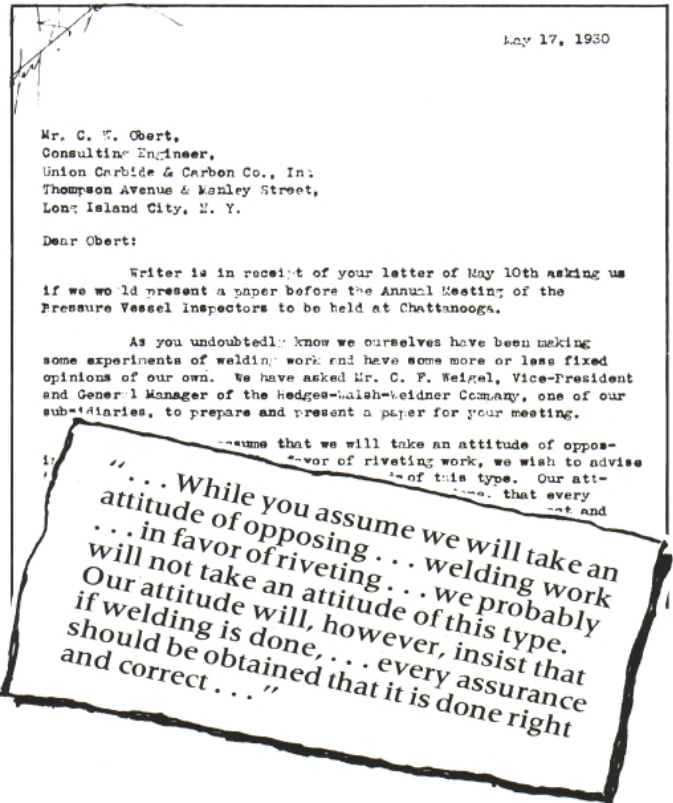 May 17, 1930
Mr. C. W. Obert,
Consulting Engineer,
Union Carbide & Carbon Co., Inc.
Thompson Avenue & Manley Street,
Long Island City, N. Y.
Dear Obert:
Writer is in receipt of your letter of May 10th asking us
if we would present a paper before the Annual Meeting of the
Pressure Vessel Inspectors to be held at Chattanooga.
As you undoubtedly know we ourselves have been making
some experiments of welding work and have some more or less fixed
opinions of our own. We have asked Mr. C. F. Weigel, Vice-President
and General Manager of the Hedges-Walsh-Weidner Company, one of our
subsidiaries, to prepare and present a paper for your meeting.
assume that we will take an attitude of oppos-
favor of riveting work, we wish to advise
of this type. Our att-
that every
and
“. . . While you assume we will take an
attitude of opposing . . . welding work
. . . in favor of riveting . . . we probably
will not take an attitude of this type.
Our attitude will, however, insist that
if welding is done, . . . every assurance
should be obtained that it is done right
and correct . . .”